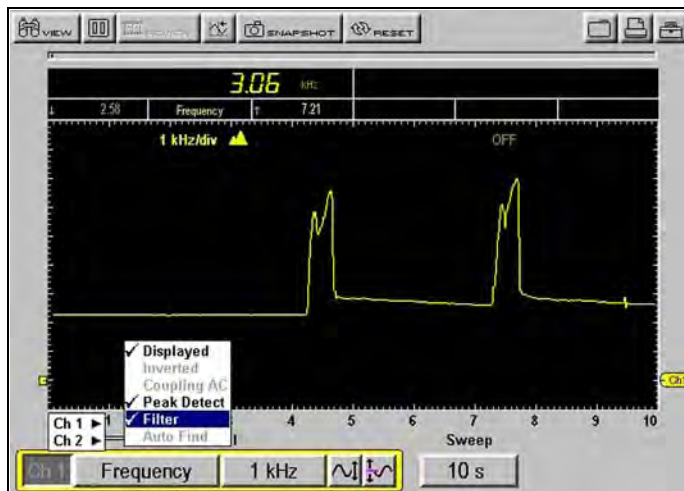 VIEW SNAPSHOT RESET
3.06 kHz
2.58 Frequency 7.21
1 kHz/div OFF
Displayed
Inverted
Coupling AC
Peak Detect
Filter
Auto Find
Ch 1
Ch 2
1 4 5 6 7 8 9 10
Ch1
Sweep
Ch 1 Frequency 1 kHz 10 s